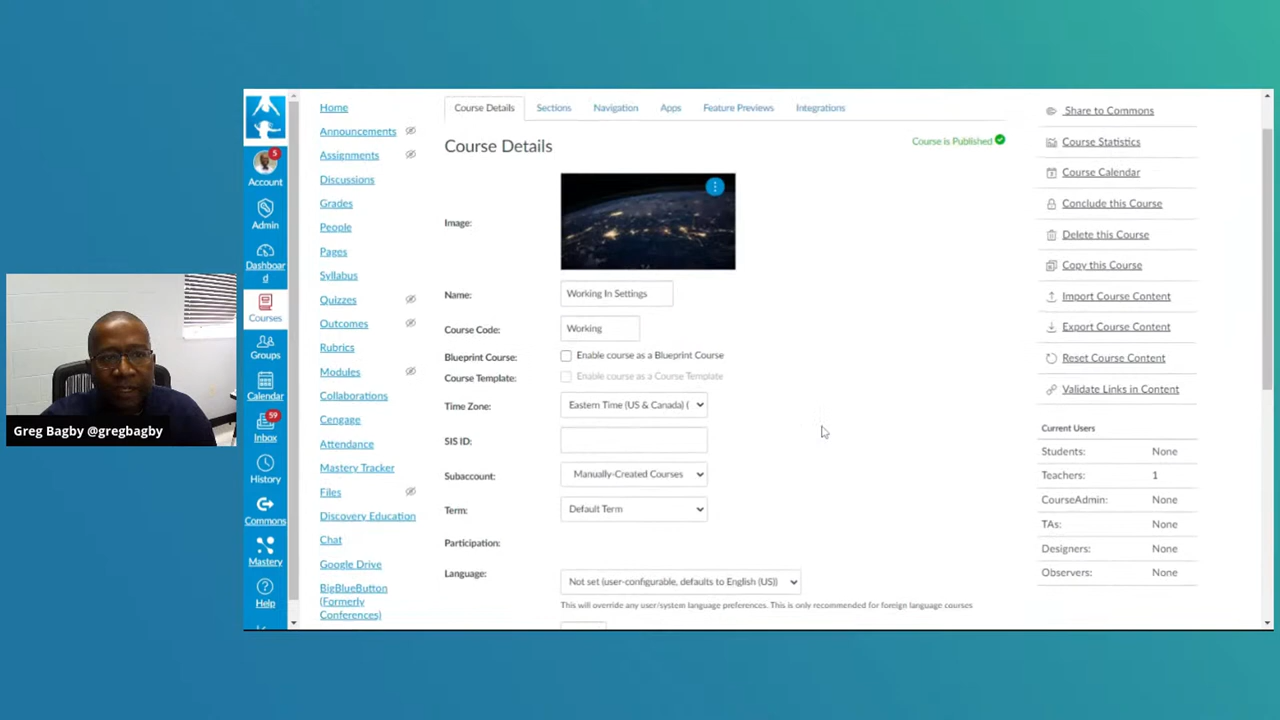 Greg Bagby @gregbagby
5
Account
Admin
Dashboar
d
Courses
Groups
Calendar
59
Inbox
History
Commons
Mastery
Help
Home
Announcements
Assignments
Discussions
Grades
People
Pages
Syllabus
Quizzes
Outcomes
Rubrics
Modules
Collaborations
Cengage
Attendance
Mastery Tracker
Files
Discovery Education
Chat
Google Drive
BigBlueButton
(Formerly
Conferences)
Course Details Sections Navigation Apps Feature Previews Integrations
Course Details
Course is Published
Image:
Name: Working In Settings
Course Code: Working
Blueprint Course: Enable course as a Blueprint Course
Course Template: Enable course as a Course Template
Time Zone: Eastern Time (US & Canada) (
SIS ID:
Subaccount: Manually-Created Courses
Term: Default Term
Participation:
Language: Not set (user-configurable, defaults to English (US))
This will override any user/system language preferences. This is only recommended for foreign language courses
Share to Commons
Course Statistics
Course Calendar
Conclude this Course
Delete this Course
Copy this Course
Import Course Content
Export Course Content
Reset Course Content
Validate Links in Content
Current Users
Students: None
Teachers: 1
CourseAdmin: None
TAs: None
Designers: None
Observers: None